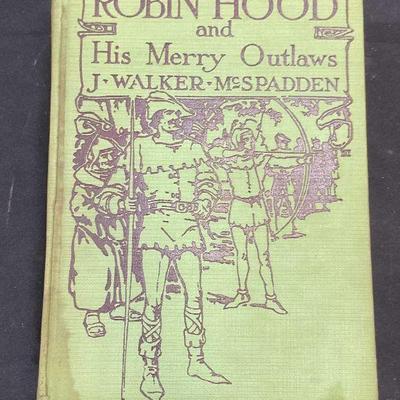 ROBIN HOOD
and
His Merry Outlaws
J·WALKER·McSPADDEN